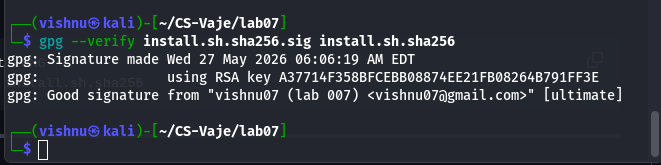 ┌──(vishnu㉿kali)-[~/CS-Vaje/lab07]
└─$ gpg --verify install.sh.sha256.sig install.sh.sha256
gpg: Signature made Wed 27 May 2026 06:06:19 AM EDT
gpg:                using RSA key A37714F358BFCEBB08874EE21FB08264B791FF3E
gpg: Good signature from "vishnu07 (lab 007) <vishnu07@gmail.com>" [ultimate]
┌──(vishnu㉿kali)-[~/CS-Vaje/lab07]
└─$